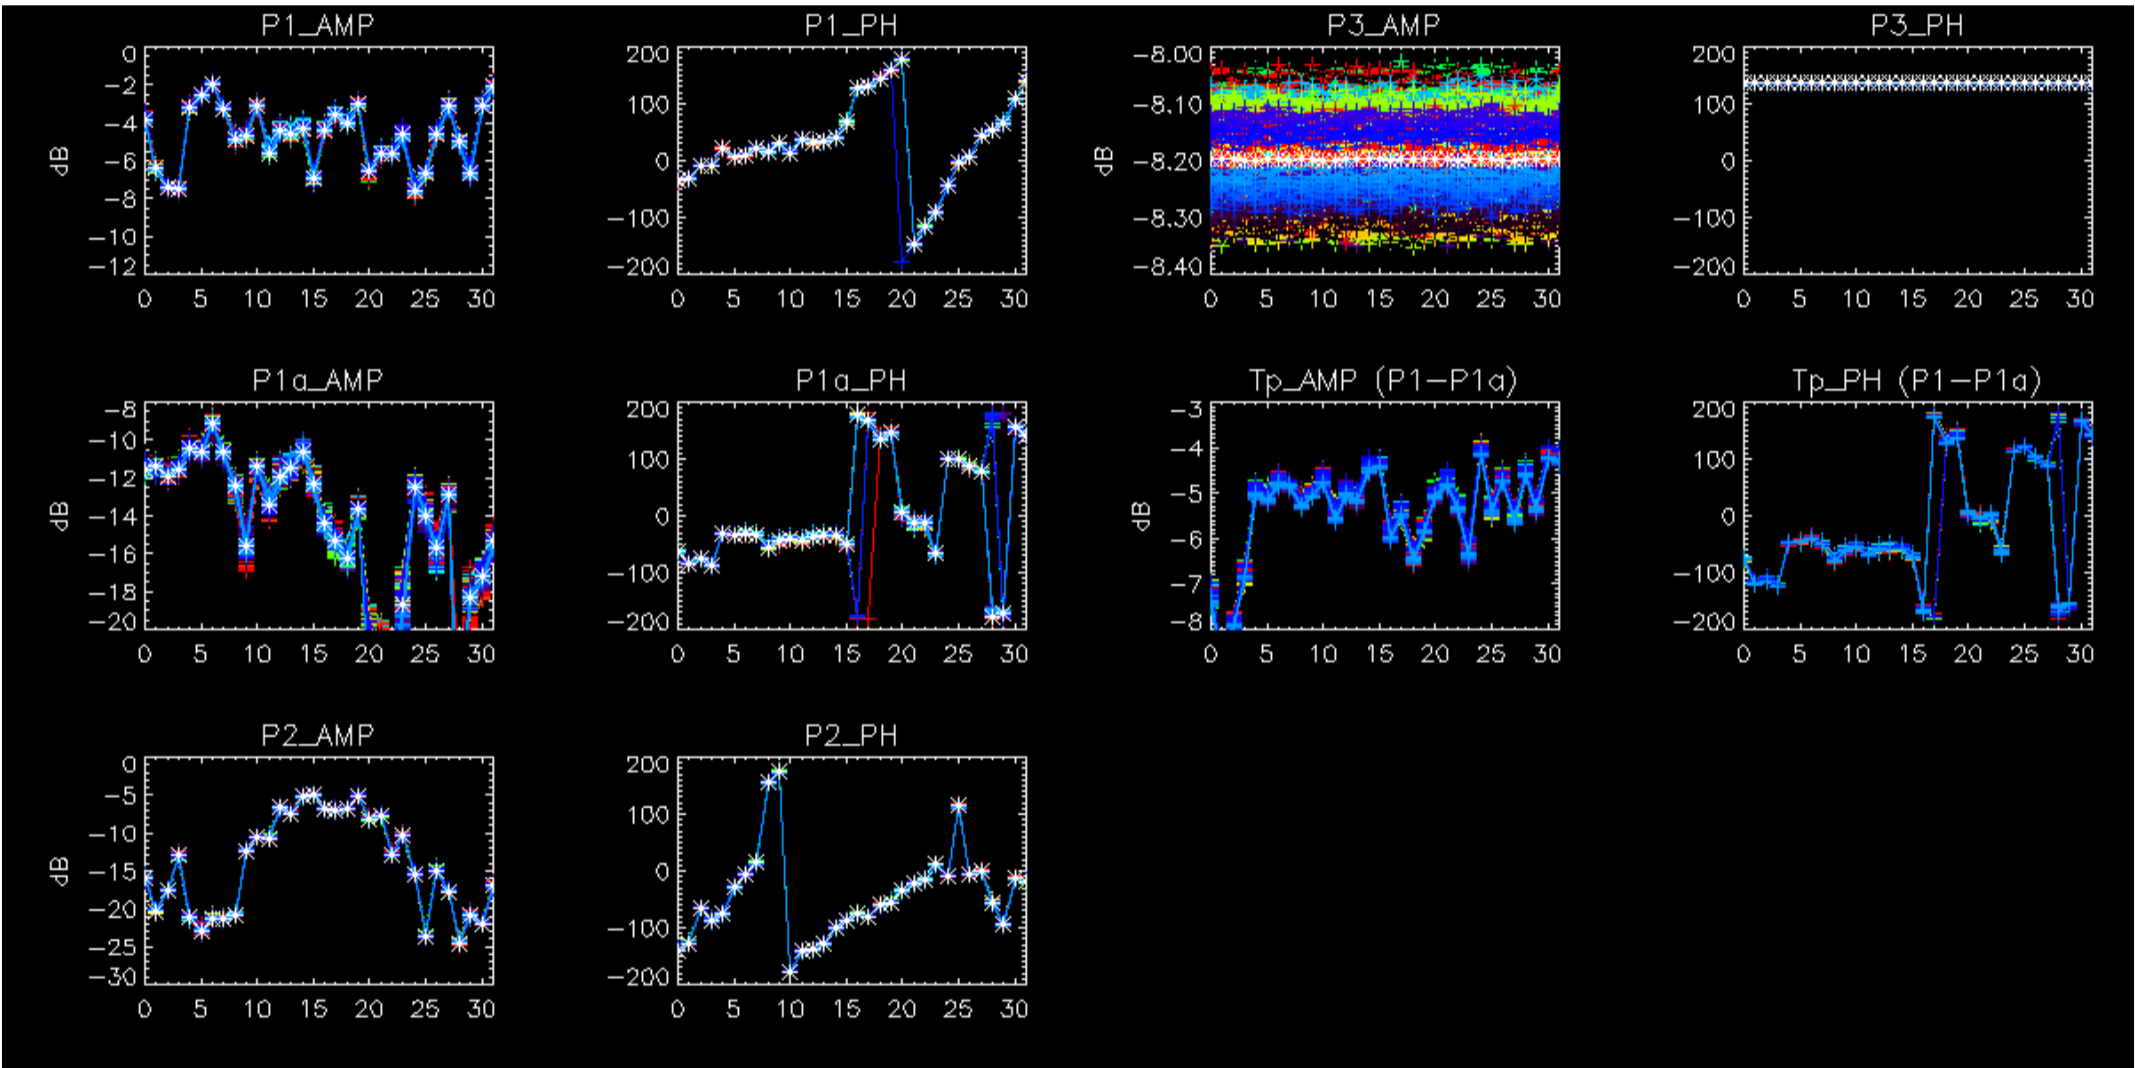 P1_AMP P1_PH P3_AMP P3_PH
0 200 -8.00 200
-2
-4 100 -8.10 100
dB -6 0 dB -8.20 0
-8
-10 -100 -8.30 -100
-12 -200 -8.40 -200
0 5 10 15 20 25 30 0 5 10 15 20 25 30 0 5 10 15 20 25 30 0 5 10 15 20 25 30
P1a_AMP P1a_PH Tp_AMP (P1-P1a) Tp_PH (P1-P1a)
-8 200 -3 200
-10 100 -4 100
-12
dB -14 0 dB -5 0
-16 -6
-18 -100 -7 -100
-20 -200 -8 -200
0 5 10 15 20 25 30 0 5 10 15 20 25 30 0 5 10 15 20 25 30 0 5 10 15 20 25 30
P2_AMP P2_PH
0 200
-5 100
-10
dB -15 0
-20 -100
-25
-30 -200
0 5 10 15 20 25 30 0 5 10 15 20 25 30